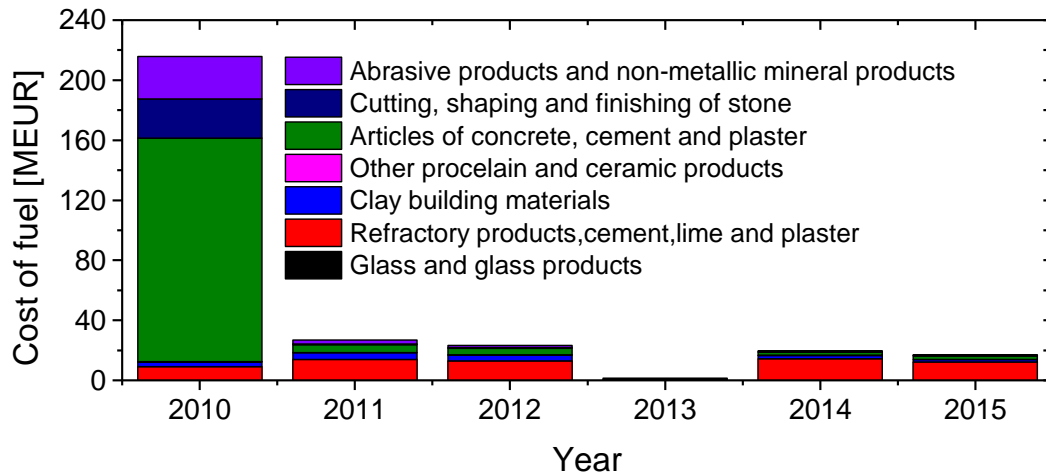 Cost of fuel [MEUR]
240
200
160
120
80
40
0
Abrasive products and non-metallic mineral products
Cutting, shaping and finishing of stone
Articles of concrete, cement and plaster
Other procelain and ceramic products
Clay building materials
Refractory products,cement,lime and plaster
Glass and glass products
2010 2011 2012 2013 2014 2015
Year